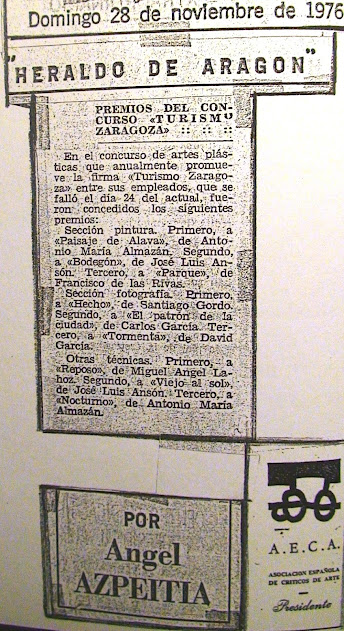 Domingo 28 de noviembre de 1976
"HERALDO DE ARAGON"
PREMIOS DEL CON-
CURSO «TURISMO
ZARAGOZA» :: :: ::
En el concurso de artes plás-
ticas que anualmente promue-
ve la firma «Turismo Zarago-
za» entre sus empleados, que se
falló el día 24 del actual, fue-
ron concedidos los siguientes
premios:
Sección pintura. Primero, a
«Paisaje de Alava», de Anto-
nio María Almazán. Segundo,
a «Bodegón», de José Luis An-
són. Tercero, a «Parque», de
Francisco de las Rivas.
Sección fotografía. Primero,
a «Hecho», de Santiago Gordo.
Segundo, a «El patrón de la
ciudad», de Carlos García. Ter-
cero, a «Tormenta», de David
García.
Otras técnicas. Primero, a
«Reposo», de Miguel Angel La-
hoz. Segundo, a «Viejo al sol»,
de José Luis Ansón. Tercero, a
«Nocturno», de Antonio María
Almazán.
POR
Angel
AZPEITIA
A.E.C.A.
ASOCIACION ESPAÑOLA
DE CRITICOS DE ARTE
Presidente